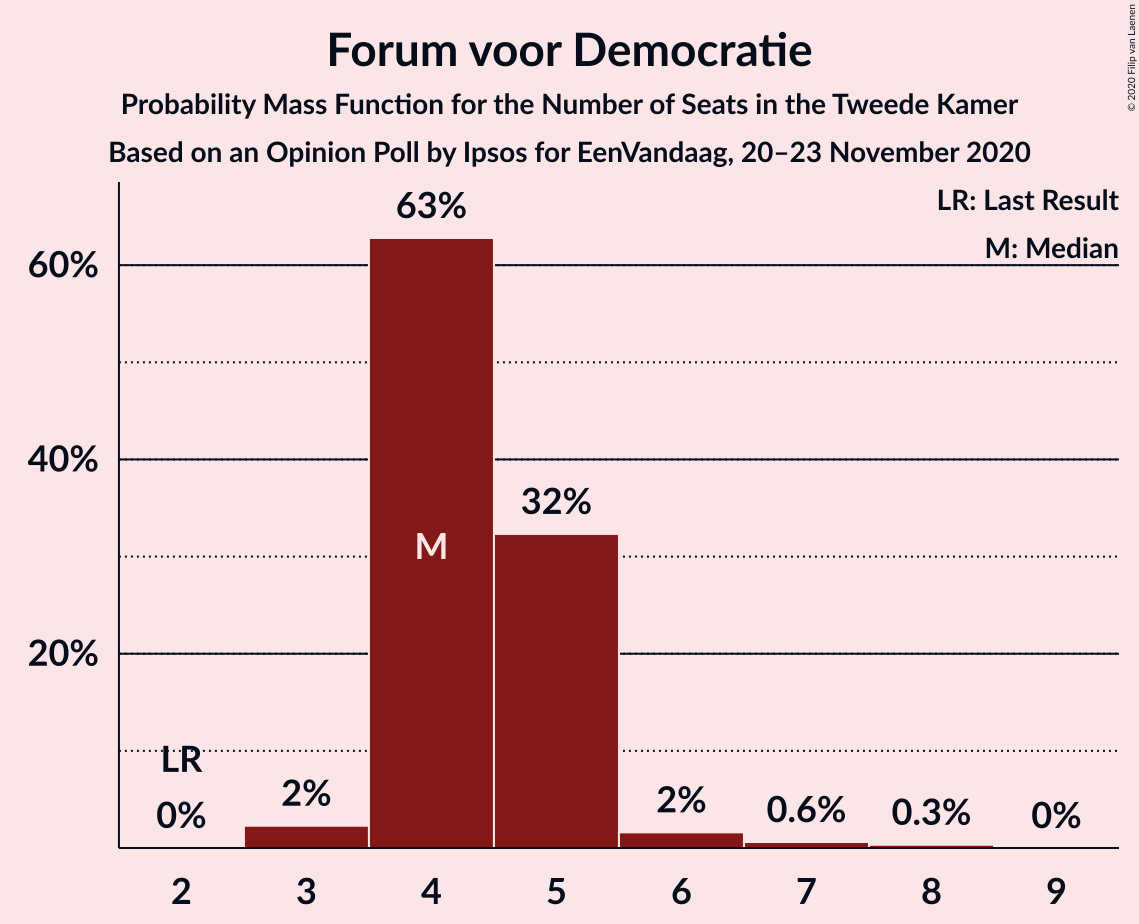 Forum voor Democratie
Probability Mass Function for the Number of Seats in the Tweede Kamer
Based on an Opinion Poll by Ipsos for EenVandaag, 20–23 November 2020
© 2020 Filip van Laenen
LR: Last Result
M: Median
63%
60%
40%
32%
M
20%
LR
0%
2%
2%
0.6%
0.3%
0%
2 3 4 5 6 7 8 9